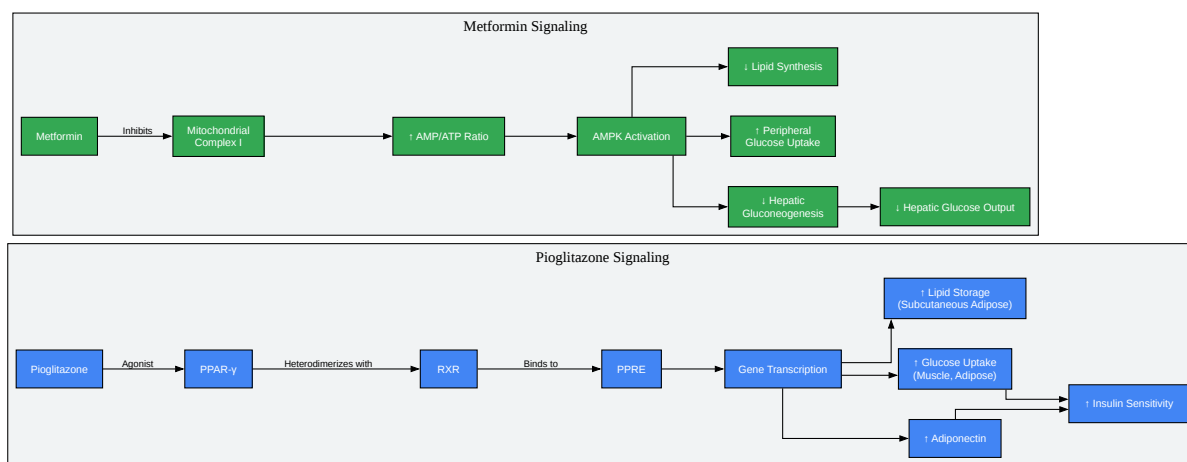 Metformin Signaling
↓ Lipid Synthesis
Metformin
Inhibits
Mitochondrial
Complex I
↑ AMP/ATP Ratio
AMPK Activation
↑ Peripheral
Glucose Uptake
↓ Hepatic
Gluconeogenesis
↓ Hepatic Glucose Output
Pioglitazone Signaling
↑ Lipid Storage
(Subcutaneous Adipose)
Pioglitazone
Agonist
PPAR-γ
Heterodimerizes with
RXR
Binds to
PPRE
Gene Transcription
↑ Glucose Uptake
(Muscle, Adipose)
↑ Insulin Sensitivity
↑ Adiponectin